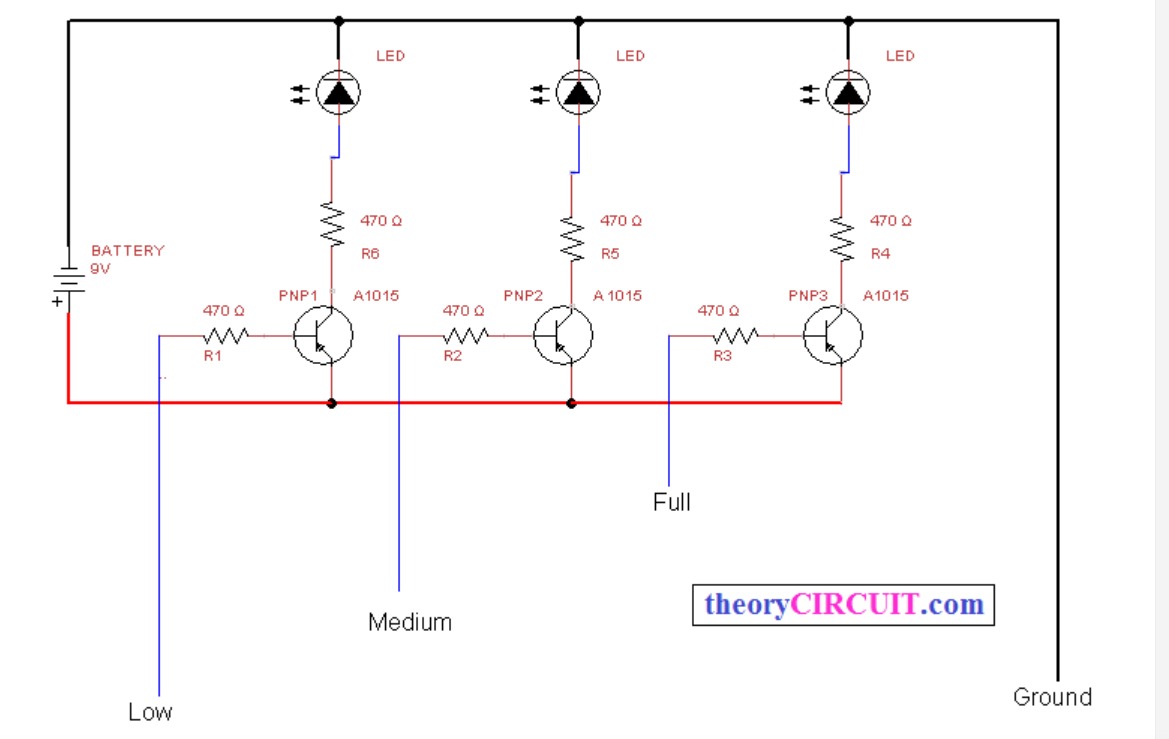 LED LED LED
470 Ω 470 Ω 470 Ω
BATTERY R6 R5 R4
9V
+
PNP1 A1015 PNP2 A1015 PNP3 A1015
470 Ω 470 Ω 470 Ω
R1 R2 R3
Full
theoryCIRCUIT.com
Medium
Ground
Low